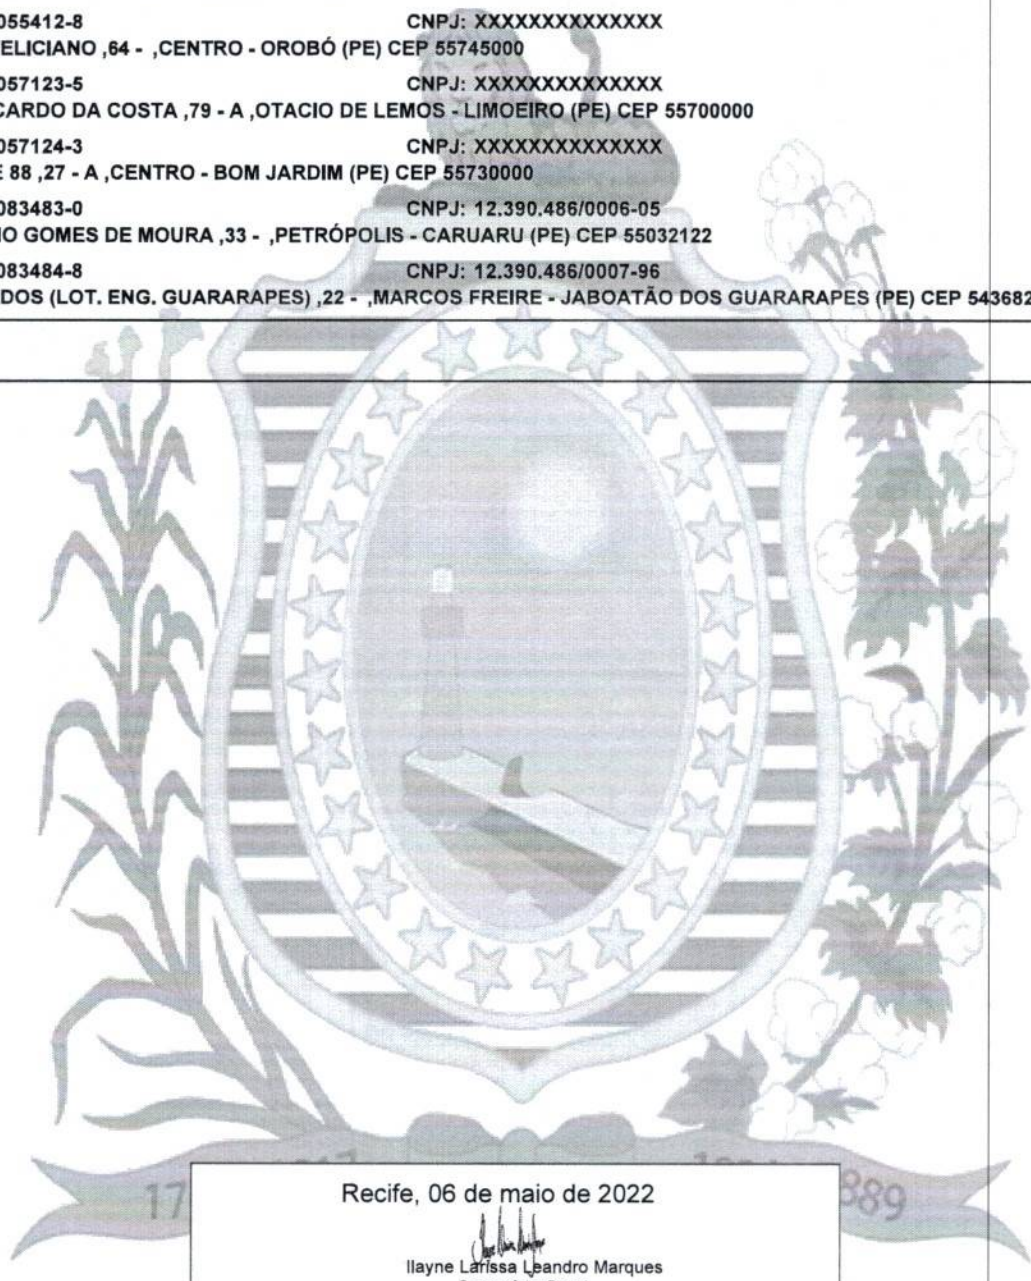 055412-8 CNPJ: XXXXXXXXXXXXXX
ELICIANO ,64 - ,CENTRO - OROBÓ (PE) CEP 55745000
057123-5 CNPJ: XXXXXXXXXXXXXX
CARDO DA COSTA ,79 - A ,OTACIO DE LEMOS - LIMOEIRO (PE) CEP 55700000
057124-3 CNPJ: XXXXXXXXXXXXXX
E 88 ,27 - A ,CENTRO - BOM JARDIM (PE) CEP 55730000
083483-0 CNPJ: 12.390.486/0006-05
IO GOMES DE MOURA ,33 - ,PETRÓPOLIS - CARUARU (PE) CEP 55032122
083484-8 CNPJ: 12.390.486/0007-96
DOS (LOT. ENG. GUARARAPES) ,22 - ,MARCOS FREIRE - JABOATÃO DOS GUARARAPES (PE) CEP 543682
17 889
Recife, 06 de maio de 2022
Ilayne Larissa Leandro Marques